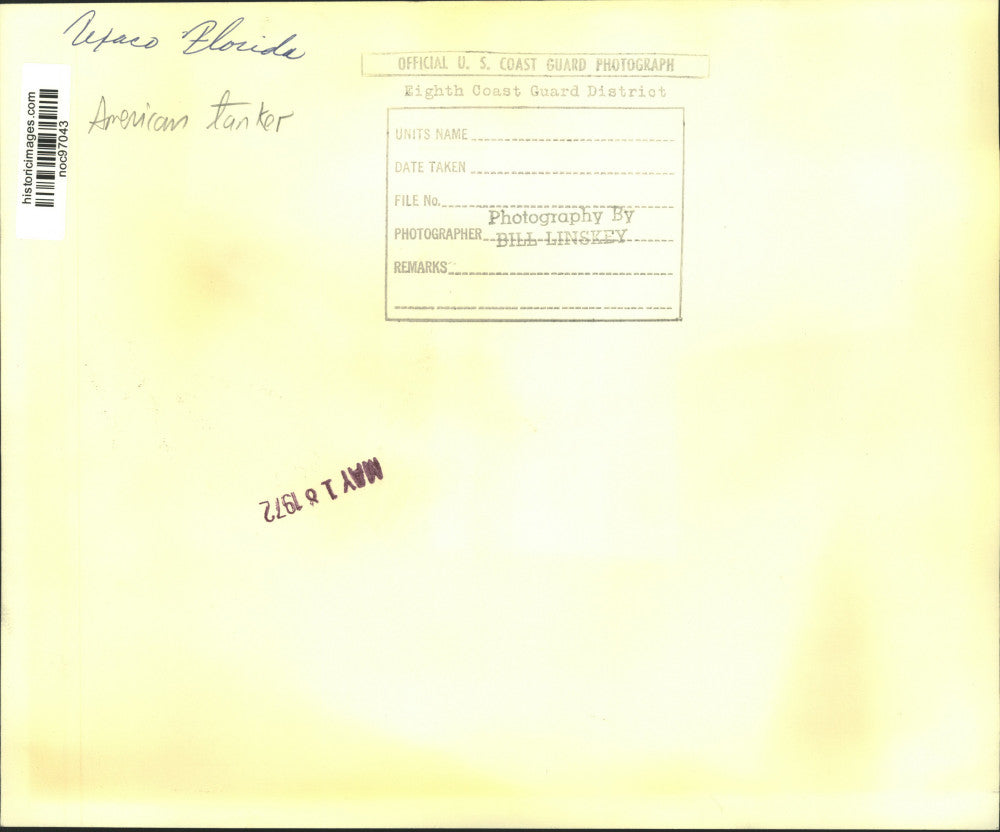 Texaco Florida
American tanker
historicimages.com
noc97043
OFFICIAL U. S. COAST GUARD PHOTOGRAPH
Eighth Coast Guard District
UNITS NAME
DATE TAKEN
FILE No.
Photography By
PHOTOGRAPHER BILL LINSKEY
REMARKS
MAY 18 1972